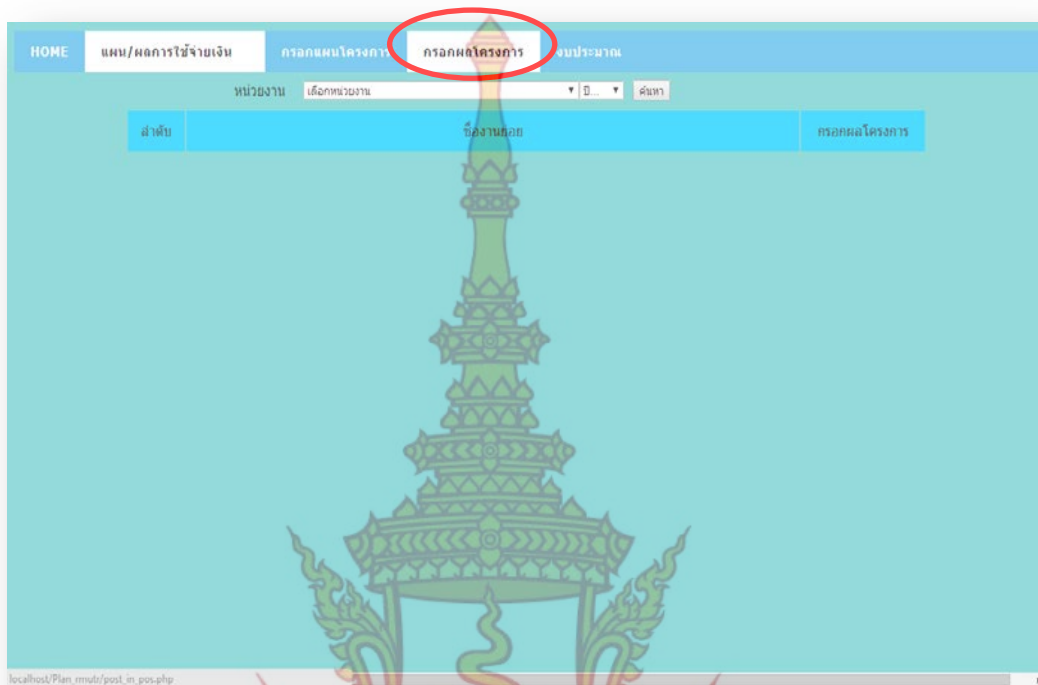 HOME แผน/ผลการใช้จ่ายเงิน กรอกแผนโครงการ กรอกผลโครงการ งบประมาณ
หน่วยงาน เลือกหน่วยงาน ปี... ค้นหา
ลำดับ ชื่องานย่อย กรอกผลโครงการ
localhost/Plan_rmutr/post_in_pos.php